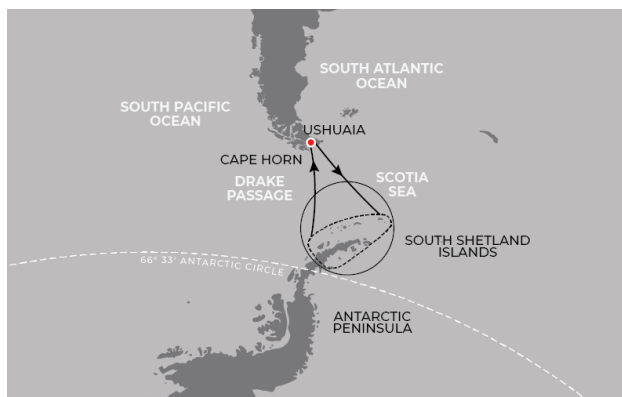 SOUTH ATLANTIC
OCEAN
SOUTH PACIFIC
OCEAN
USHUAIA
CAPE HORN
DRAKE
PASSAGE
SCOTIA
SEA
SOUTH SHETLAND
ISLANDS
66° 33' ANTARCTIC CIRCLE
ANTARCTIC
PENINSULA